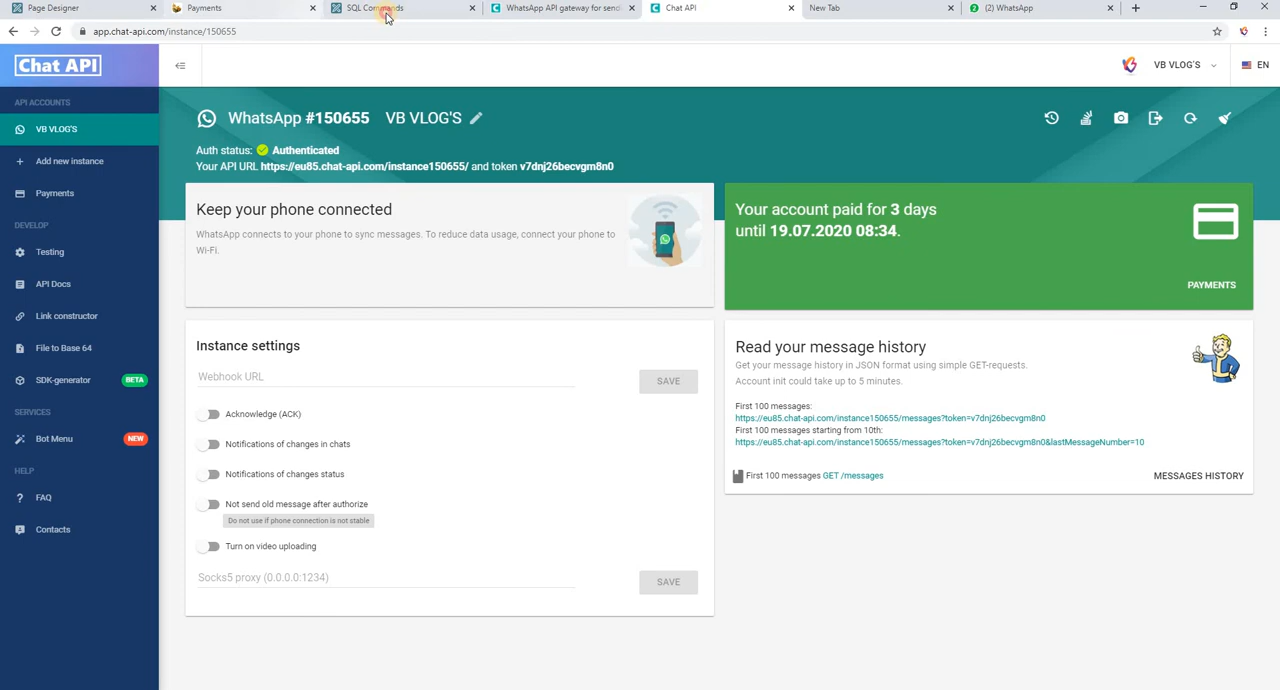 Page Designer
Payments
SQL Commands
WhatsApp API gateway for send
Chat API
New Tab
(2) WhatsApp
app.chat-api.com/instance/150655
Chat API
VB VLOG'S
EN
API ACCOUNTS
VB VLOG'S
Add new instance
Payments
DEVELOP
Testing
API Docs
Link constructor
File to Base 64
SDK-generator BETA
SERVICES
Bot Menu NEW
HELP
FAQ
Contacts
WhatsApp #150655 VB VLOG'S
Auth status: Authenticated
Your API URL https://eu85.chat-api.com/instance150655/ and token v7dnj26becvgm8n0
Keep your phone connected
WhatsApp connects to your phone to sync messages. To reduce data usage, connect your phone to
Wi-Fi.
Your account paid for 3 days
until 19.07.2020 08:34.
PAYMENTS
Instance settings
Webhook URL
SAVE
Acknowledge (ACK)
Notifications of changes in chats
Notifications of changes status
Not send old message after authorize
Do not use if phone connection is not stable
Turn on video uploading
Socks5 proxy (0.0.0.0:1234)
SAVE
Read your message history
Get your message history in JSON format using simple GET-requests.
Account init could take up to 5 minutes.
First 100 messages:
https://eu85.chat-api.com/instance150655/messages?token=v7dnj26becvgm8n0
First 100 messages starting from 10th:
https://eu85.chat-api.com/instance150655/messages?token=v7dnj26becvgm8n0&lastMessageNumber=10
First 100 messages GET /messages
MESSAGES HISTORY